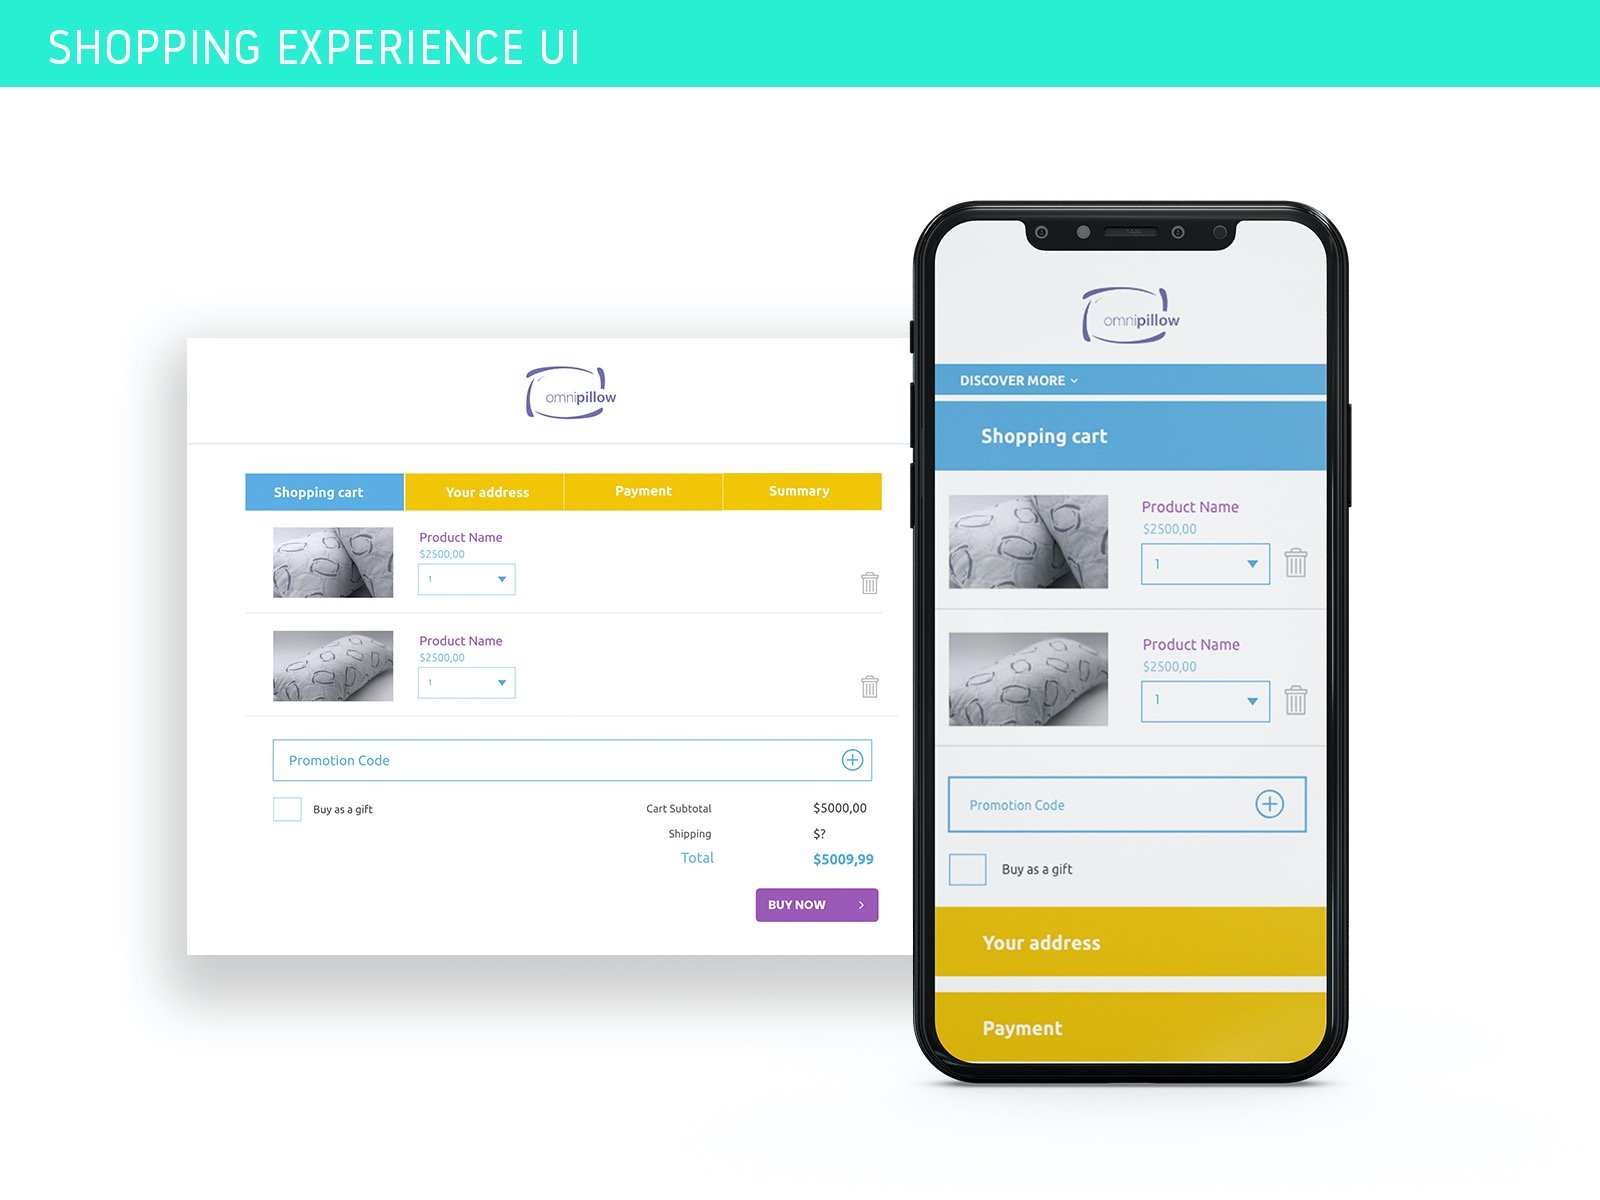 SHOPPING EXPERIENCE UI
omnipillow
Shopping cart
Your address
Payment
Summary
Product Name
$2500,00
1
Product Name
$2500,00
1
Promotion Code
Buy as a gift
Cart Subtotal $5000,00
Shipping $?
Total $5009,99
BUY NOW
omnipillow
DISCOVER MORE
Shopping cart
Product Name
$2500,00
1
Product Name
$2500,00
1
Promotion Code
Buy as a gift
Your address
Payment